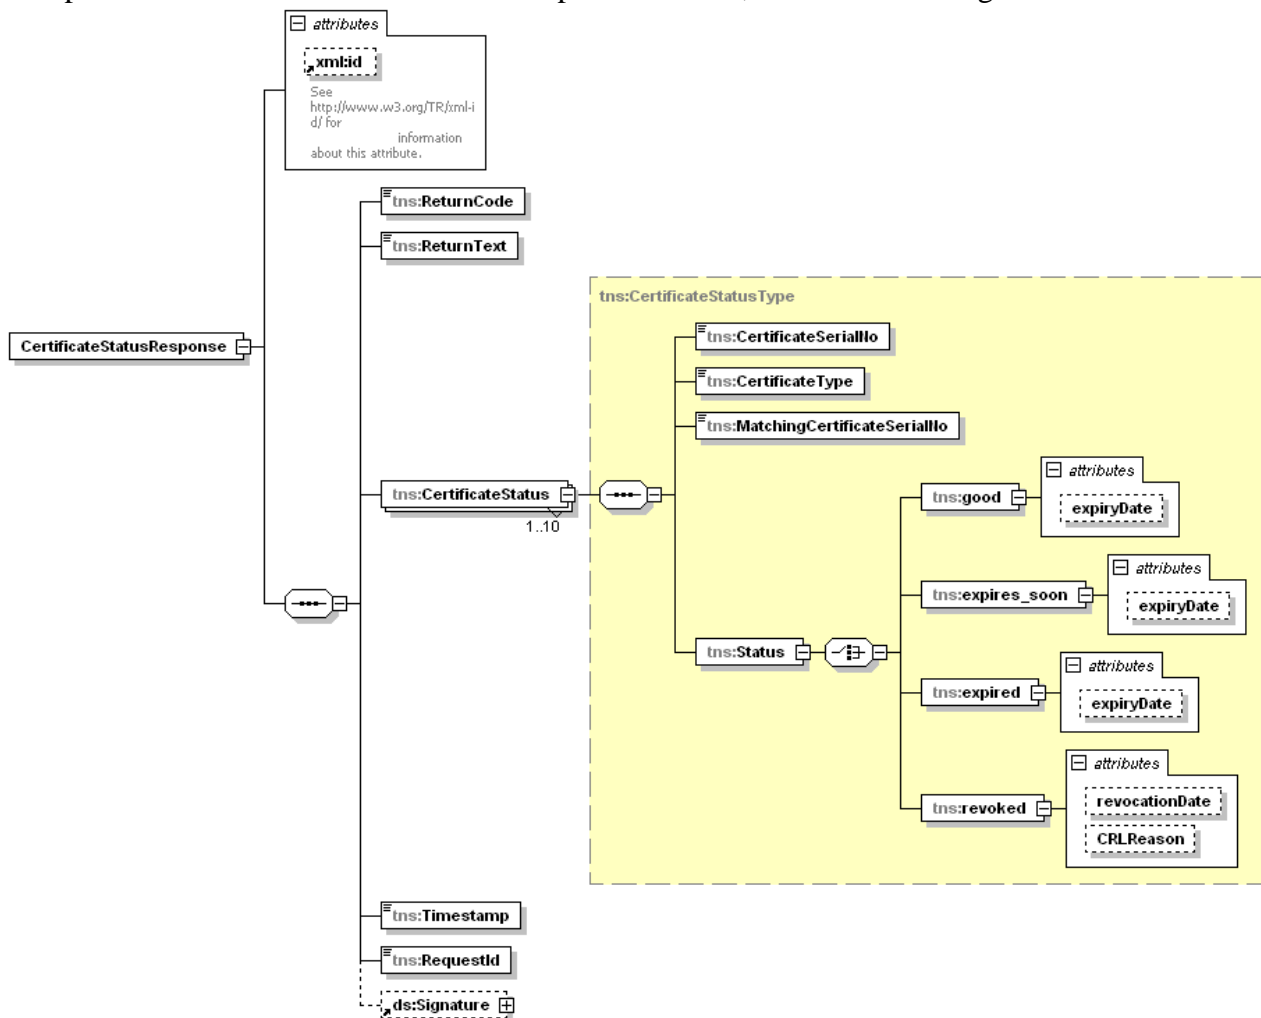 attributes
xml:id
See
http://www.w3.org/TR/xml-i
d/ for
information
about this attribute.
tns:ReturnCode
tns:ReturnText
tns:CertificateStatusType
tns:CertificateSerialNo
CertificateStatusResponse
tns:CertificateType
tns:MatchingCertificateSerialNo
attributes
tns:CertificateStatus
tns:good
expiryDate
1..10
attributes
tns:expires_soon
expiryDate
tns:Status
attributes
tns:expired
expiryDate
attributes
revocationDate
tns:revoked
CRLReason
tns:Timestamp
tns:RequestId
ds:Signature